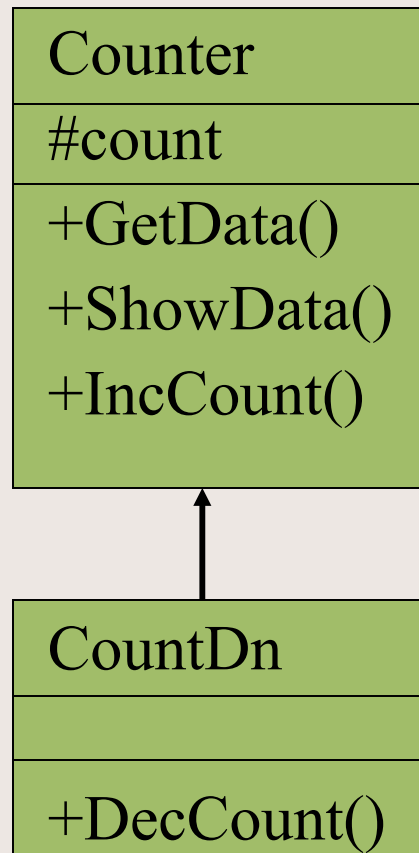 Counter
#count
+GetData()
+ShowData()
+IncCount()
CountDn
+DecCount()